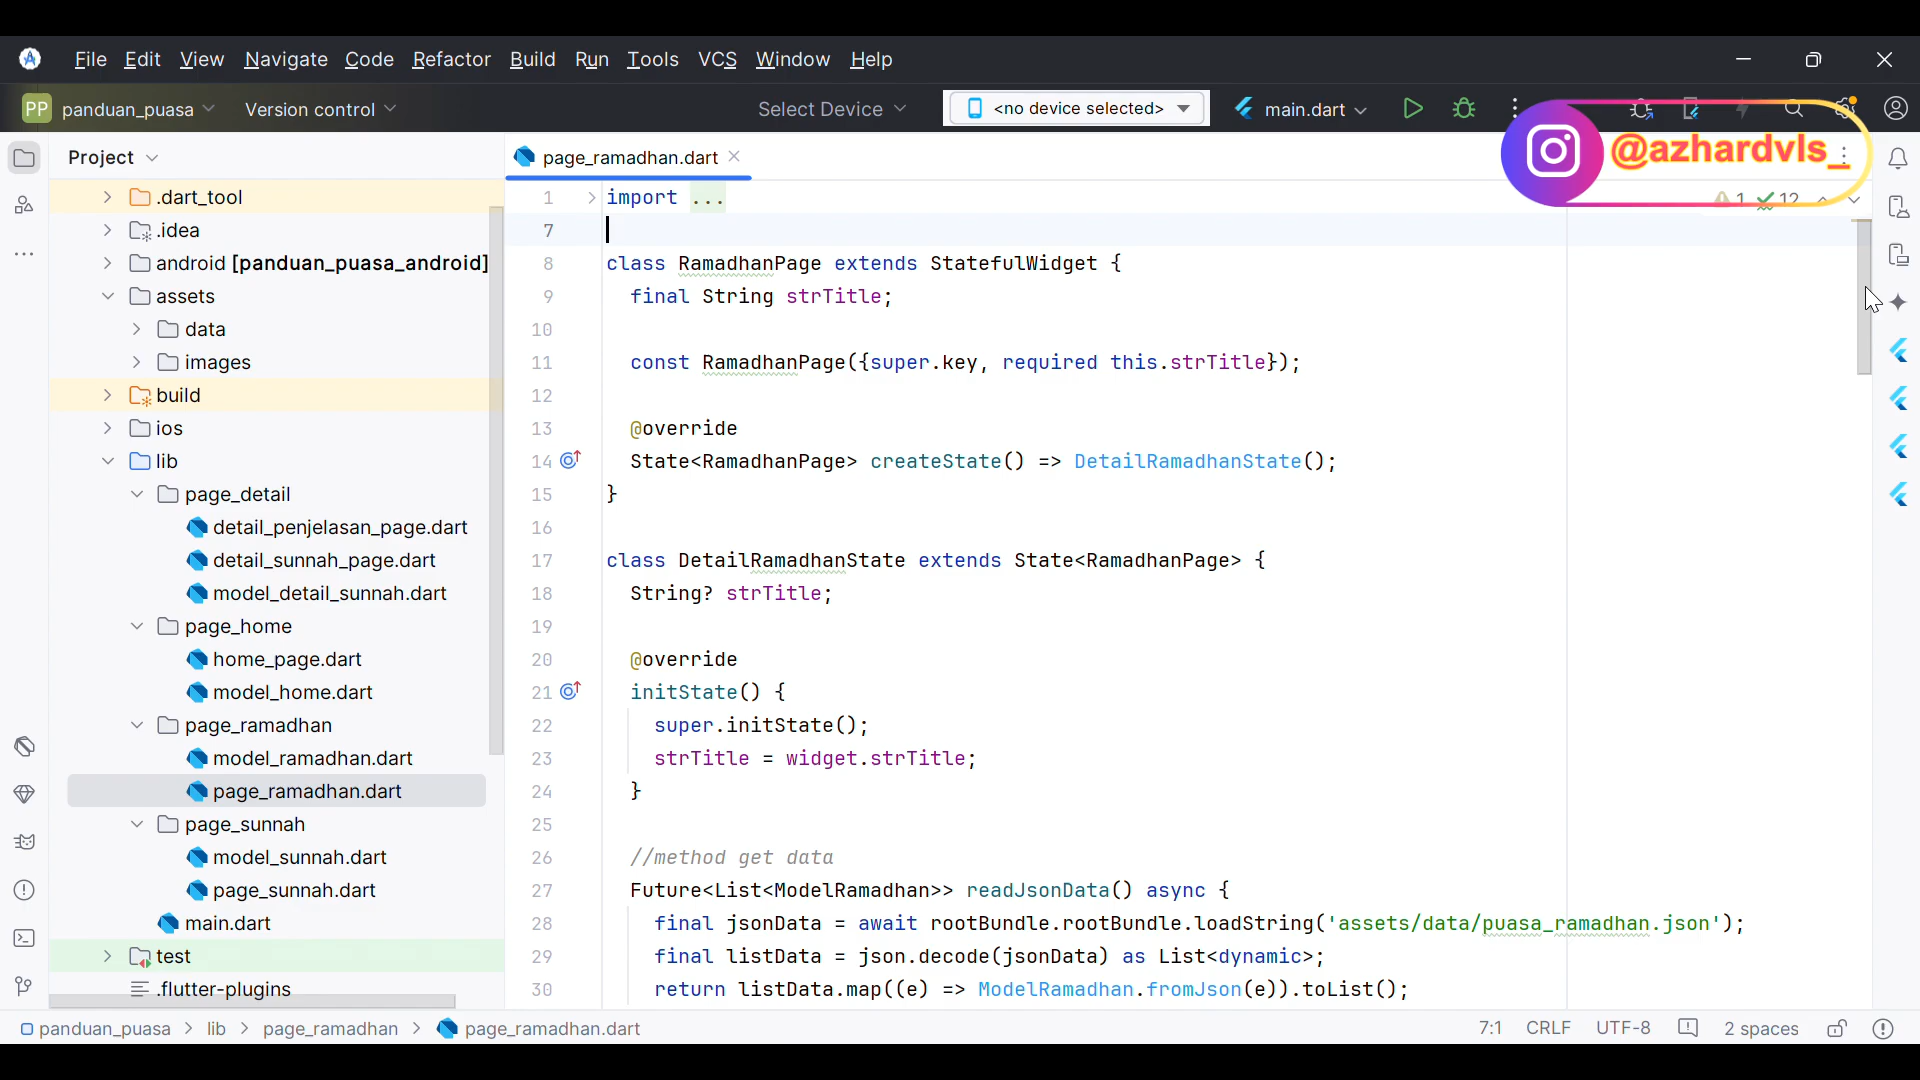 File Edit View Navigate Code Refactor Build Run Tools VCS Window Help
PP panduan_puasa Version control Select Device <no device selected> main.dart
@azhardvls_
Project
page_ramadhan.dart
1 12
.dart_tool
.idea
android [panduan_puasa_android]
assets
data
images
build
ios
lib
page_detail
detail_penjelasan_page.dart
detail_sunnah_page.dart
model_detail_sunnah.dart
page_home
home_page.dart
model_home.dart
page_ramadhan
model_ramadhan.dart
page_ramadhan.dart
page_sunnah
model_sunnah.dart
page_sunnah.dart
main.dart
test
.flutter-plugins
1 import ...
7
8 class RamadhanPage extends StatefulWidget {
9 final String strTitle;
10
11 const RamadhanPage({super.key, required this.strTitle});
12
13 @override
14 State<RamadhanPage> createState() => DetailRamadhanState();
15 }
16
17 class DetailRamadhanState extends State<RamadhanPage> {
18 String? strTitle;
19
20 @override
21 initState() {
22 super.initState();
23 strTitle = widget.strTitle;
24 }
25
26 //method get data
27 Future<List<ModelRamadhan>> readJsonData() async {
28 final jsonData = await rootBundle.rootBundle.loadString('assets/data/puasa_ramadhan.json');
29 final listData = json.decode(jsonData) as List<dynamic>;
30 return listData.map((e) => ModelRamadhan.fromJson(e)).toList();
panduan_puasa > lib > page_ramadhan > page_ramadhan.dart
7:1 CRLF UTF-8 2 spaces